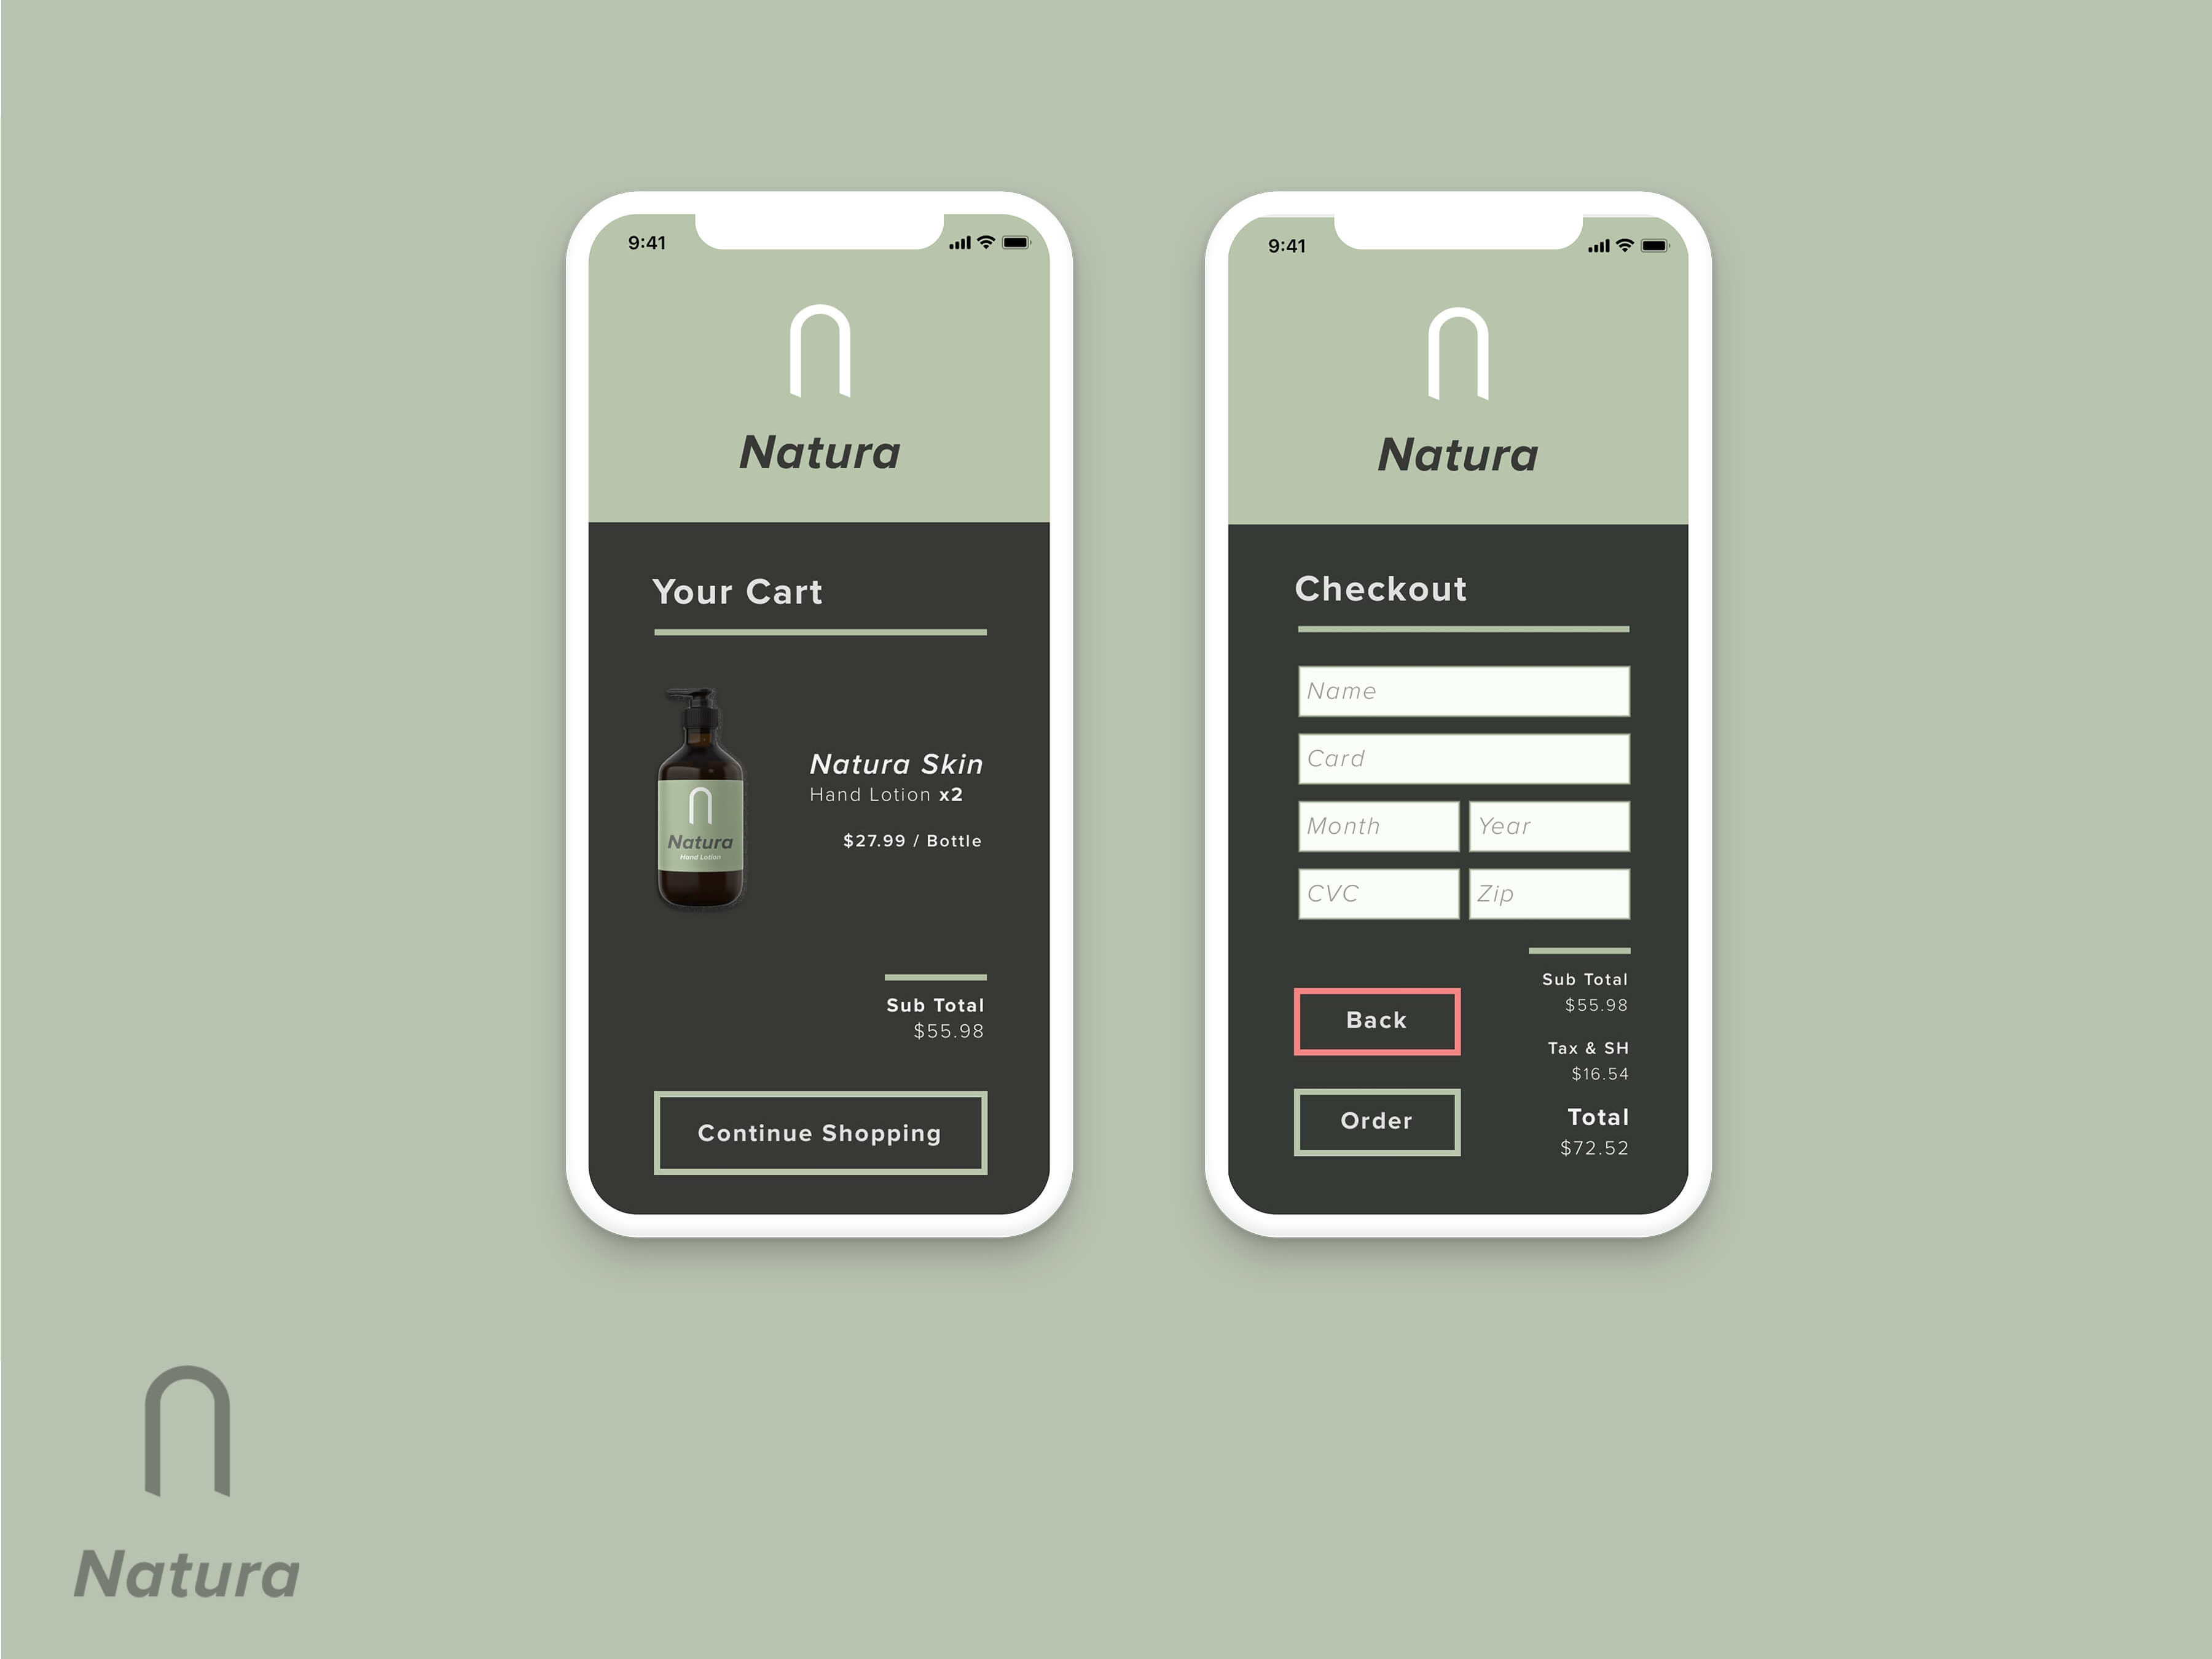 9:41
Natura
Your Cart
Natura
Hand Lotion
Natura Skin
Hand Lotion x2
$27.99 / Bottle
Sub Total
$55.98
Continue Shopping
9:41
Natura
Checkout
Name
Card
Month
Year
CVC
Zip
Back
Order
Sub Total
$55.98
Tax & SH
$16.54
Total
$72.52
Natura